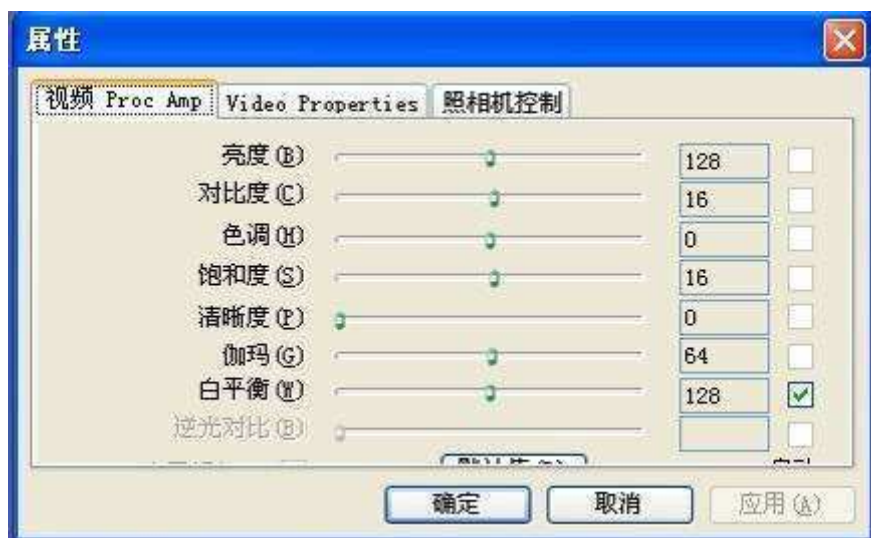 属性
视频 Proc Amp Video Properties 照相机控制
亮度(B) 128
对比度(C) 16
色调(H) 0
饱和度(S) 16
清晰度(P) 0
伽玛(G) 64
白平衡(W) 128
逆光对比(B)
确定 取消 应用(A)